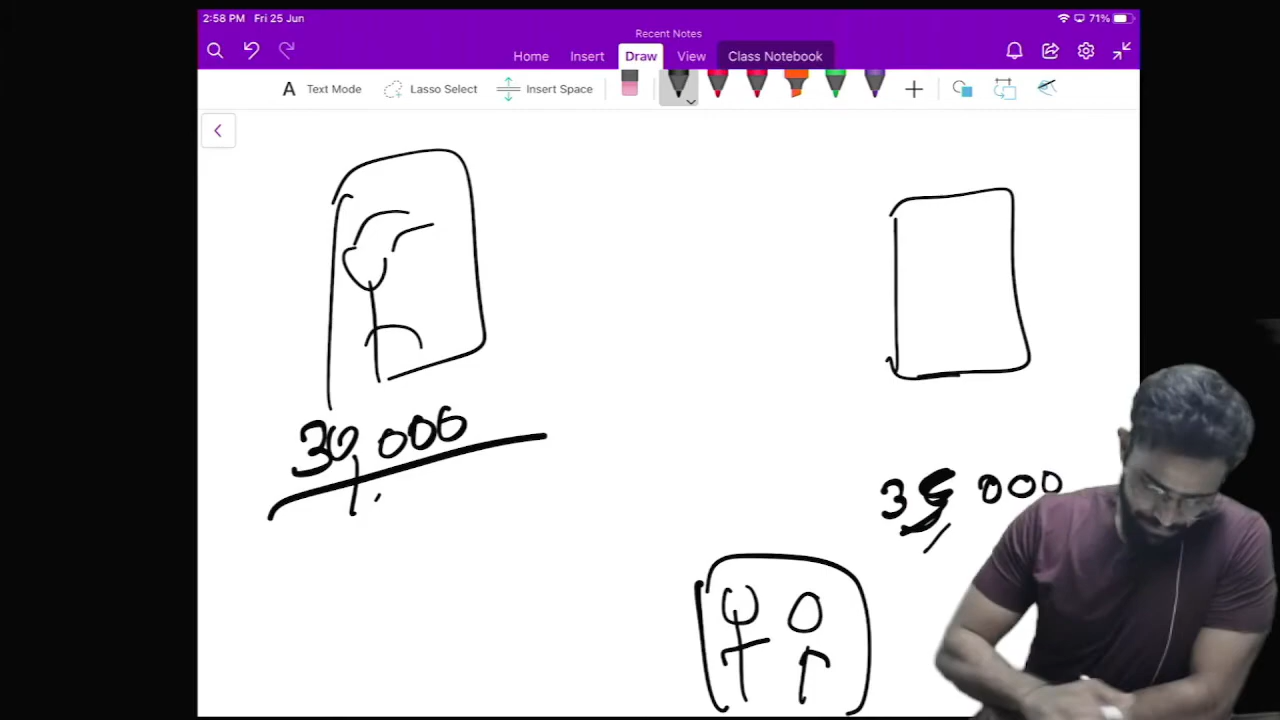 2:58 PM Fri 25 Jun
71%
Recent Notes
Home Insert Draw View Class Notebook
A Text Mode Lasso Select Insert Space
30,000
35,000